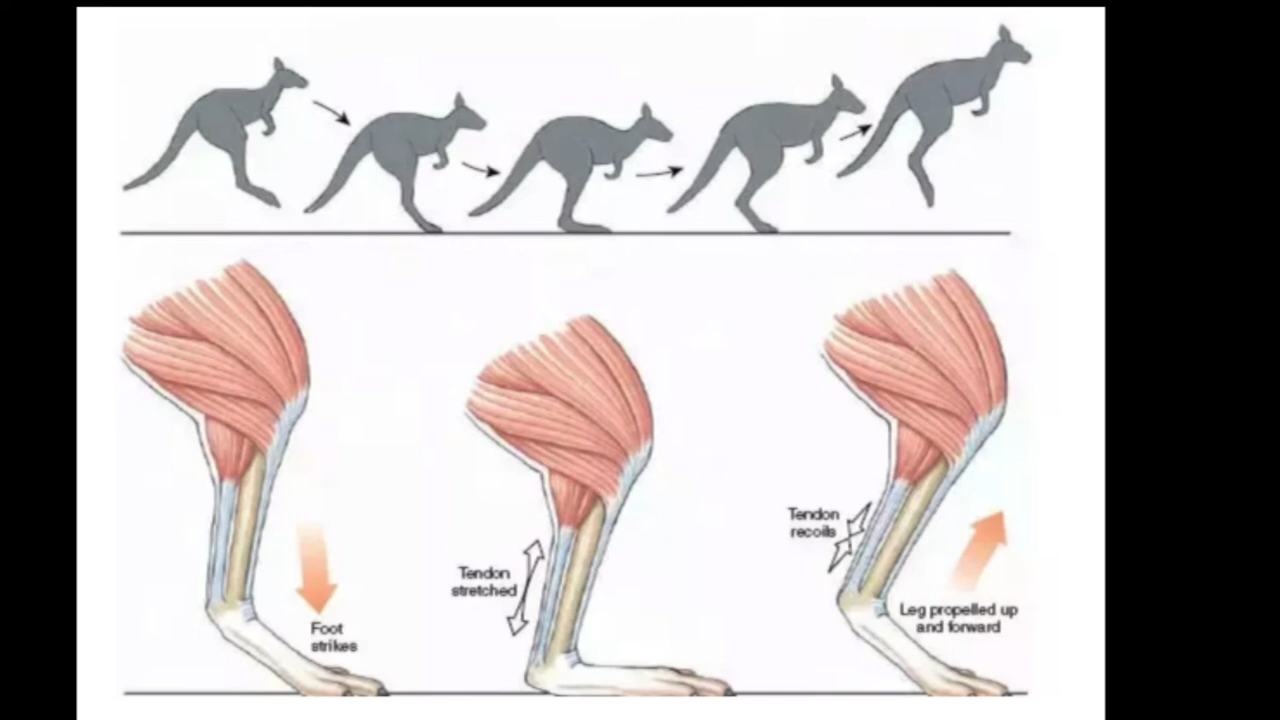 Foot
strikes
Tendon
stretched
Tendon
recoils
Leg propelled up
and forward